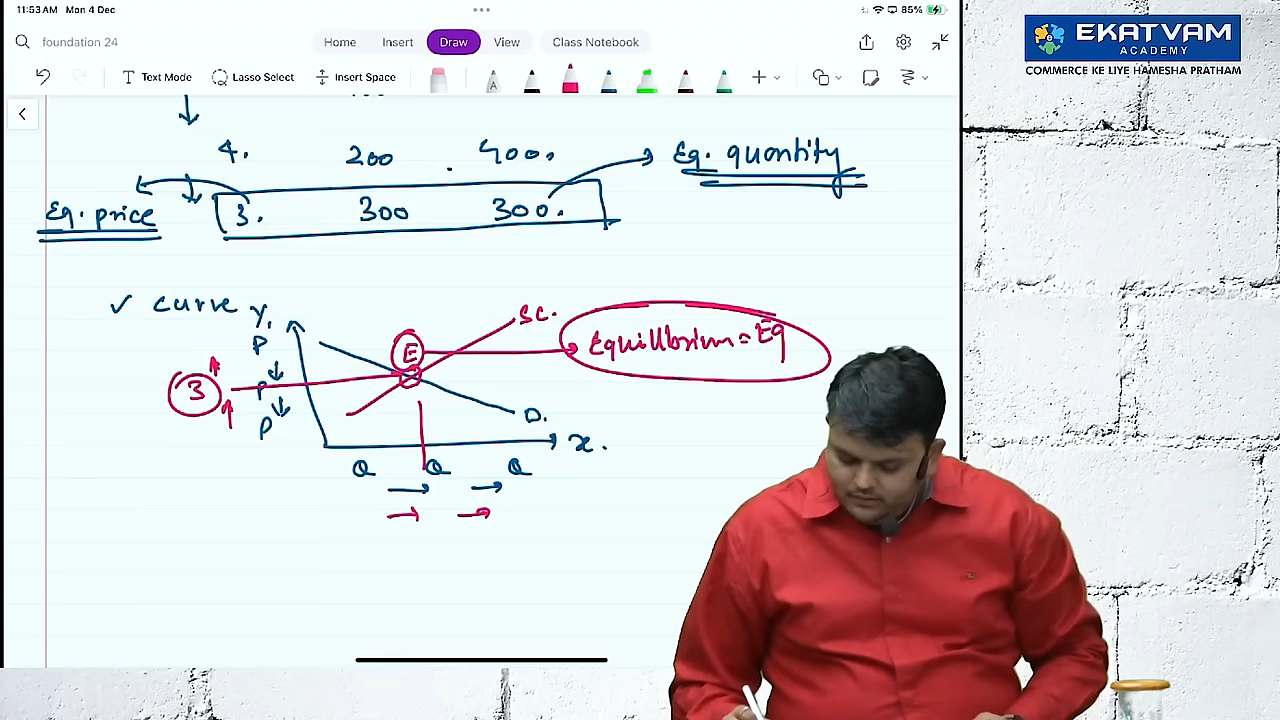 11:53 AM Mon 4 Dec
85%
foundation 24
Home Insert Draw View Class Notebook
Text Mode Lasso Select Insert Space
EKATVAM
ACADEMY
COMMERCE KE LIYE HAMESHA PRATHAM
4. 200 400.
Eq. quantity
Eq. price
3. 300 300.
✓ curve
Y.
P
P
P
3
E
SC.
Equillibrium = Eq
D.
x.
Q Q Q